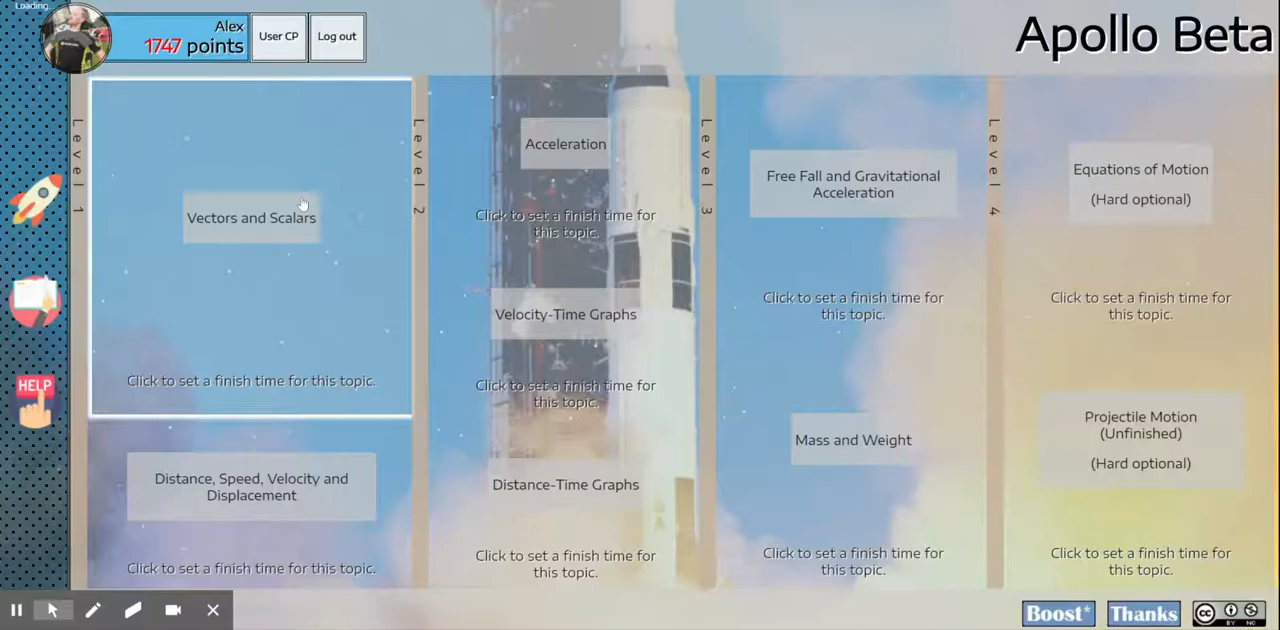 Loading
Alex
1747 points
User CP
Log out
Apollo Beta
Level 1
Vectors and Scalars
Click to set a finish time for this topic.
Distance, Speed, Velocity and
Displacement
Click to set a finish time for this topic.
Level 2
Acceleration
Click to set a finish time for
this topic.
Velocity-Time Graphs
Click to set a finish time for
this topic.
Distance-Time Graphs
Click to set a finish time for
this topic.
Level 3
Free Fall and Gravitational
Acceleration
Click to set a finish time for
this topic.
Mass and Weight
Click to set a finish time for
this topic.
Level 4
Equations of Motion
(Hard optional)
Click to set a finish time for
this topic.
Projectile Motion
(Unfinished)
(Hard optional)
Click to set a finish time for
this topic.
HELP
Boost*
Thanks
cc
BY NC